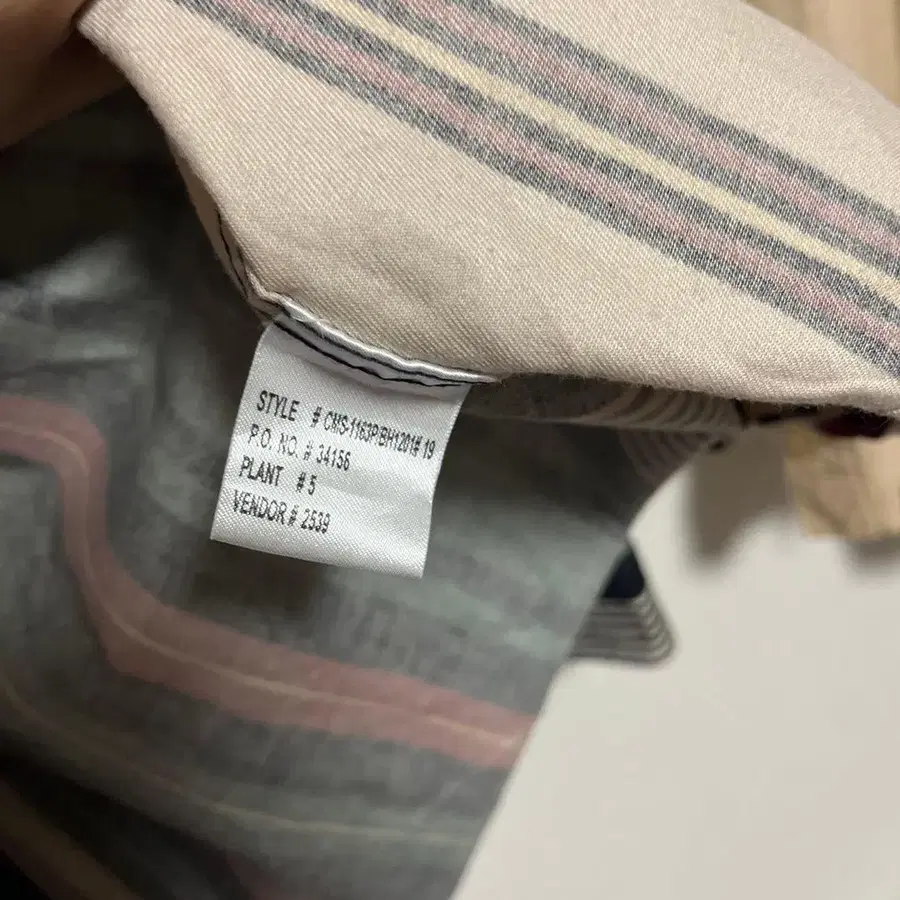 STYLE # CMS-1163P/BH1201# 19
P.O. NO. # 34156
PLANT # 5
VENDOR # 2539